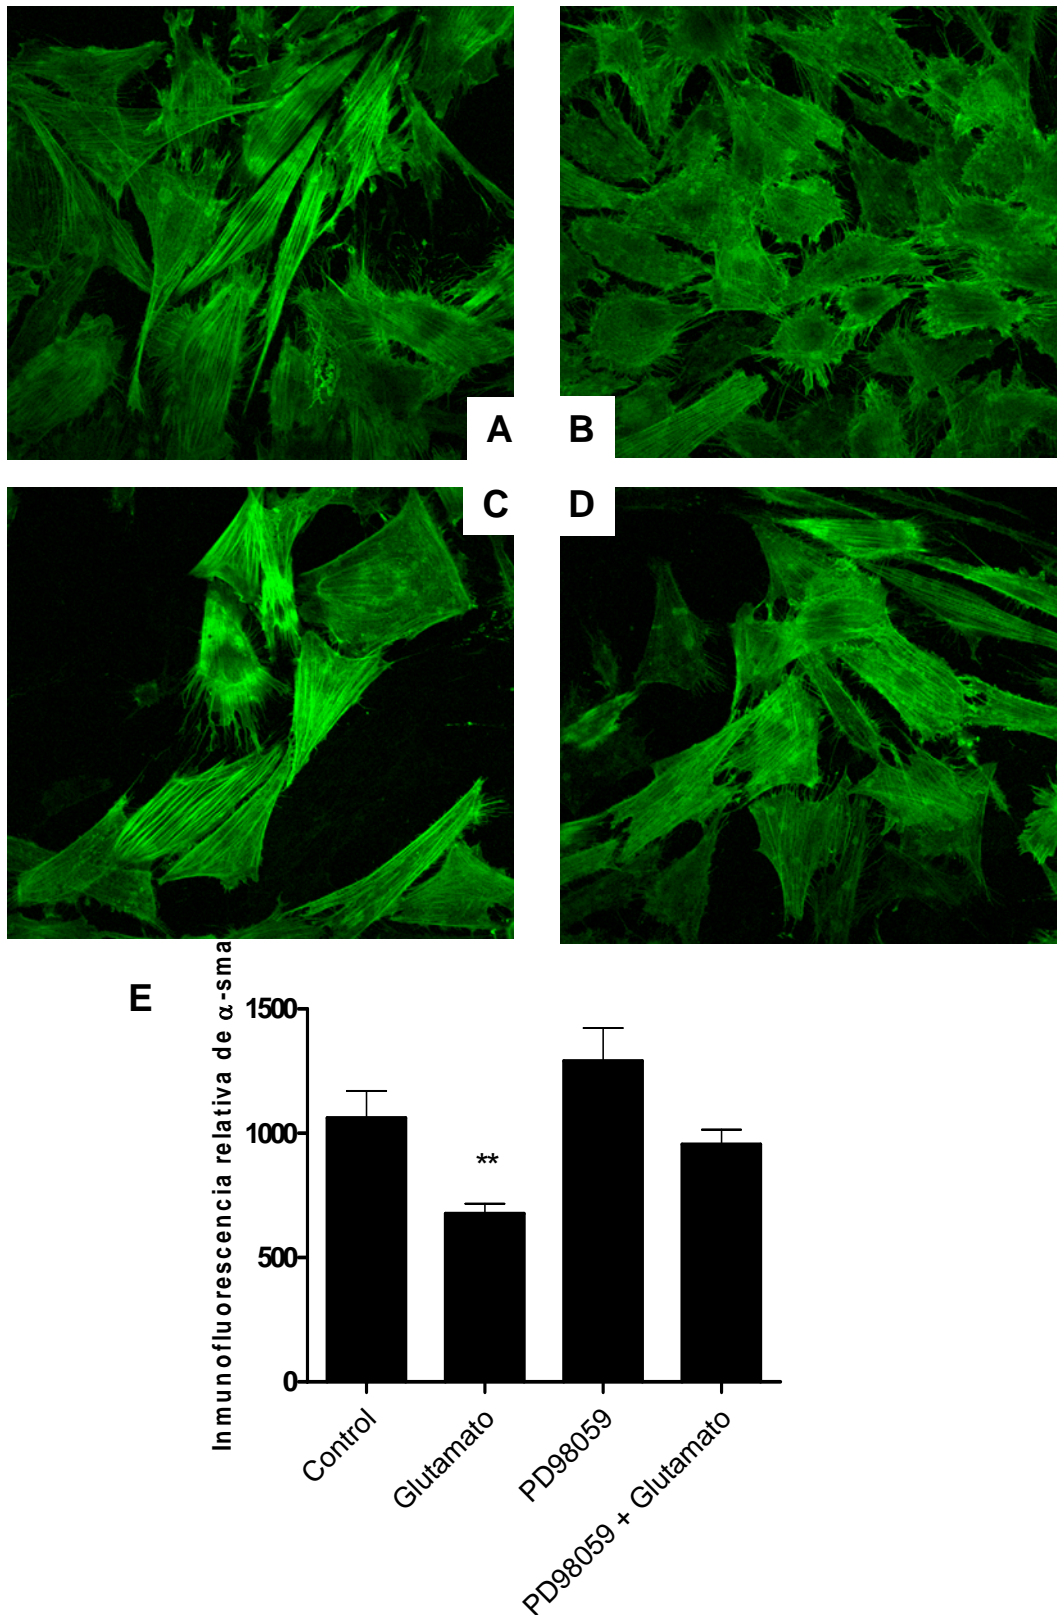 A
B
C
D
E
Inmunofluorescencia relativa de α-sma
1500
1000
500
0
**
Control
Glutamato
PD98059
PD98059 + Glutamato